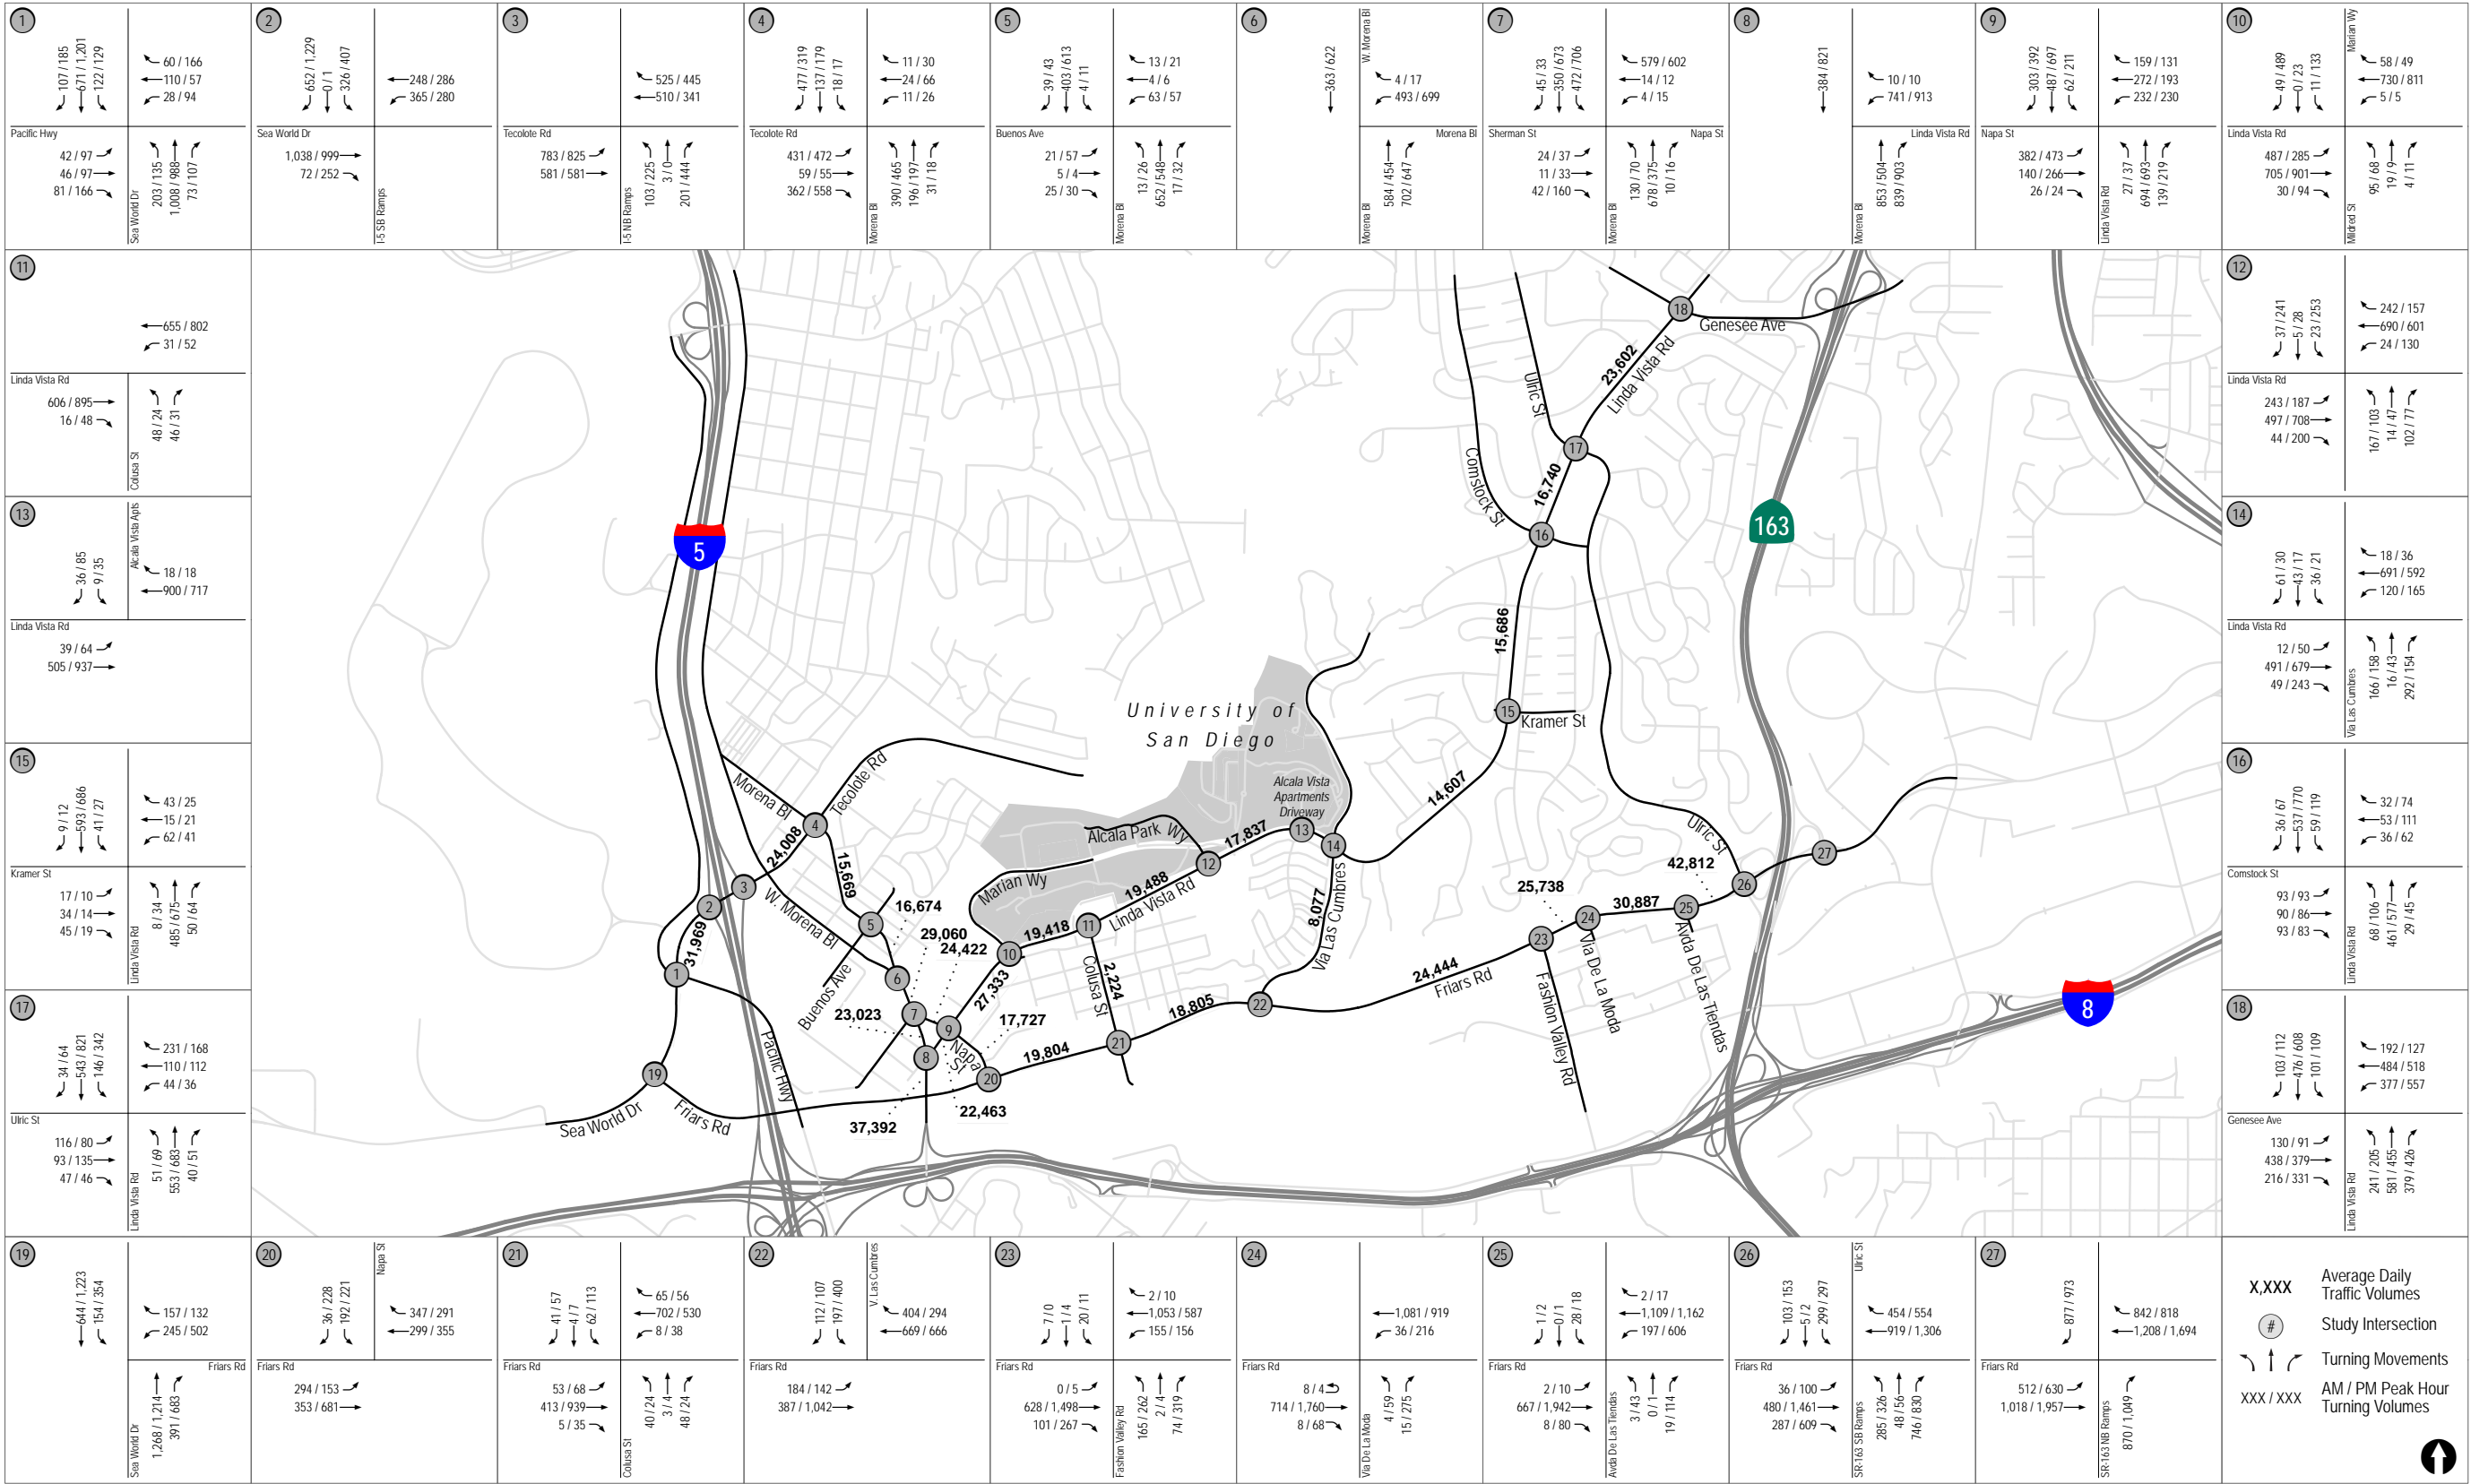 1
107 / 185
671 / 1,201
122 / 129
60 / 166
110 / 57
28 / 94
Pacific Hwy
42 / 97
46 / 97
81 / 166
Sea World Dr
203 / 135
1,008 / 988
73 / 107
2
652 / 1,229
0 / 1
326 / 407
248 / 286
365 / 280
Sea World Dr
1,038 / 999
72 / 252
I-5 SB Ramps
3
525 / 445
510 / 341
Tecolote Rd
783 / 825
581 / 581
I-5 NB Ramps
103 / 225
3 / 0
201 / 444
4
477 / 319
137 / 179
18 / 17
11 / 30
24 / 66
11 / 26
Tecolote Rd
431 / 472
59 / 55
362 / 558
Morena Bl
390 / 465
196 / 197
31 / 18
5
39 / 43
403 / 613
4 / 11
13 / 21
4 / 6
63 / 57
Buenos Ave
21 / 57
5 / 4
25 / 30
Morena Bl
13 / 26
652 / 548
17 / 32
6
363 / 622
W. Morena Bl
4 / 17
493 / 699
Morena Bl
Morena Bl
584 / 454
702 / 647
7
45 / 33
350 / 673
472 / 706
579 / 602
14 / 12
4 / 15
Sherman St
Napa St
24 / 37
11 / 33
42 / 160
Morena Bl
130 / 70
678 / 375
10 / 16
8
384 / 821
10 / 10
741 / 913
Linda Vista Rd
Morena Bl
853 / 504
839 / 903
9
303 / 392
487 / 697
62 / 211
159 / 131
272 / 193
232 / 230
Napa St
382 / 473
140 / 266
26 / 24
Linda Vista Rd
27 / 37
694 / 693
139 / 219
10
49 / 489
0 / 23
11 / 133
Marian Wy
58 / 49
730 / 811
5 / 5
Linda Vista Rd
487 / 285
705 / 901
30 / 94
Mildred St
95 / 68
19 / 9
4 / 11
11
655 / 802
31 / 52
Linda Vista Rd
606 / 895
16 / 48
Colusa St
48 / 24
46 / 31
12
37 / 241
5 / 28
23 / 253
242 / 157
690 / 601
24 / 130
Linda Vista Rd
243 / 187
497 / 708
44 / 200
167 / 103
14 / 47
102 / 77
13
36 / 85
9 / 35
Alcala Vista Apts
18 / 18
900 / 717
Linda Vista Rd
39 / 64
505 / 937
14
61 / 30
43 / 17
36 / 21
18 / 36
691 / 592
120 / 165
Linda Vista Rd
12 / 50
491 / 679
49 / 243
Via Las Cumbres
166 / 158
16 / 43
292 / 154
15
9 / 12
593 / 686
41 / 27
43 / 25
15 / 21
62 / 41
Kramer St
17 / 10
34 / 14
45 / 19
Linda Vista Rd
8 / 34
485 / 675
50 / 64
16
36 / 67
537 / 770
59 / 119
32 / 74
53 / 111
36 / 62
Comstock St
93 / 93
90 / 86
93 / 83
Linda Vista Rd
68 / 106
461 / 577
29 / 45
17
34 / 64
543 / 821
146 / 342
231 / 168
110 / 112
44 / 36
Ulric St
116 / 80
93 / 135
47 / 46
Linda Vista Rd
51 / 69
553 / 683
40 / 51
18
103 / 112
476 / 608
101 / 109
192 / 127
484 / 518
377 / 557
Genesee Ave
130 / 91
438 / 379
216 / 331
Linda Vista Rd
241 / 205
581 / 455
379 / 426
18
Genesee Ave
23,602
Linda Vista Rd
Ulric St
17
Comstock St
16,740
16
5
163
15,686
15
Kramer St
University of
San Diego
Alcala Vista
Apartments
Driveway
14,607
Morena Bl
Tecolote Rd
4
24,008
15,669
3
2
W. Morena Bl
31,969
1
5
16,674
29,060
24,422
Buenos Ave
6
23,023
7
9
8
Napa St
17,727
27,333
10
Marian Wy
Alcala Park Wy
19,418
11
19,488
Linda Vista Rd
12
17,837
13
14
8,077
Via Las Cumbres
2,224
Colusa St
21
18,805
22
19,804
20
22,463
37,392
Pacific Hwy
19
Sea World Dr
Friars Rd
24,444
Friars Rd
23
Fashion Valley Rd
25,738
24
Via De La Moda
30,887
25
Avda De Las Tiendas
42,812
Ulric St
26
27
8
19
644 / 1,223
154 / 354
157 / 132
245 / 502
Friars Rd
Sea World Dr
1,268 / 1,214
391 / 683
20
36 / 228
192 / 221
Napa St
347 / 291
299 / 355
Friars Rd
294 / 153
353 / 681
21
41 / 57
4 / 7
62 / 113
65 / 56
702 / 530
8 / 38
Friars Rd
53 / 68
413 / 939
5 / 35
Colusa St
40 / 24
3 / 4
48 / 24
22
112 / 107
197 / 400
V. Las Cumbres
404 / 294
669 / 666
Friars Rd
184 / 142
387 / 1,042
23
7 / 0
1 / 4
20 / 11
2 / 10
1,053 / 587
155 / 156
Friars Rd
0 / 5
628 / 1,498
101 / 267
Fashion Valley Rd
165 / 262
2 / 4
74 / 319
24
1,081 / 919
36 / 216
Friars Rd
8 / 4
714 / 1,760
8 / 68
Via De La Moda
4 / 59
15 / 275
25
1 / 2
0 / 1
28 / 18
2 / 17
1,109 / 1,162
197 / 606
Friars Rd
2 / 10
667 / 1,942
8 / 80
Avda De Las Tiendas
3 / 43
0 / 1
19 / 114
26
103 / 153
5 / 2
299 / 297
Ulric St
454 / 554
919 / 1,306
Friars Rd
36 / 100
480 / 1,461
287 / 609
SR-163 SB Ramps
285 / 326
48 / 56
746 / 830
27
877 / 973
842 / 818
1,208 / 1,694
Friars Rd
512 / 630
1,018 / 1,957
SR-163 NB Ramps
870 / 1,049
X,XXX Average Daily
Traffic Volumes
# Study Intersection
Turning Movements
XXX / XXX AM / PM Peak Hour
Turning Volumes